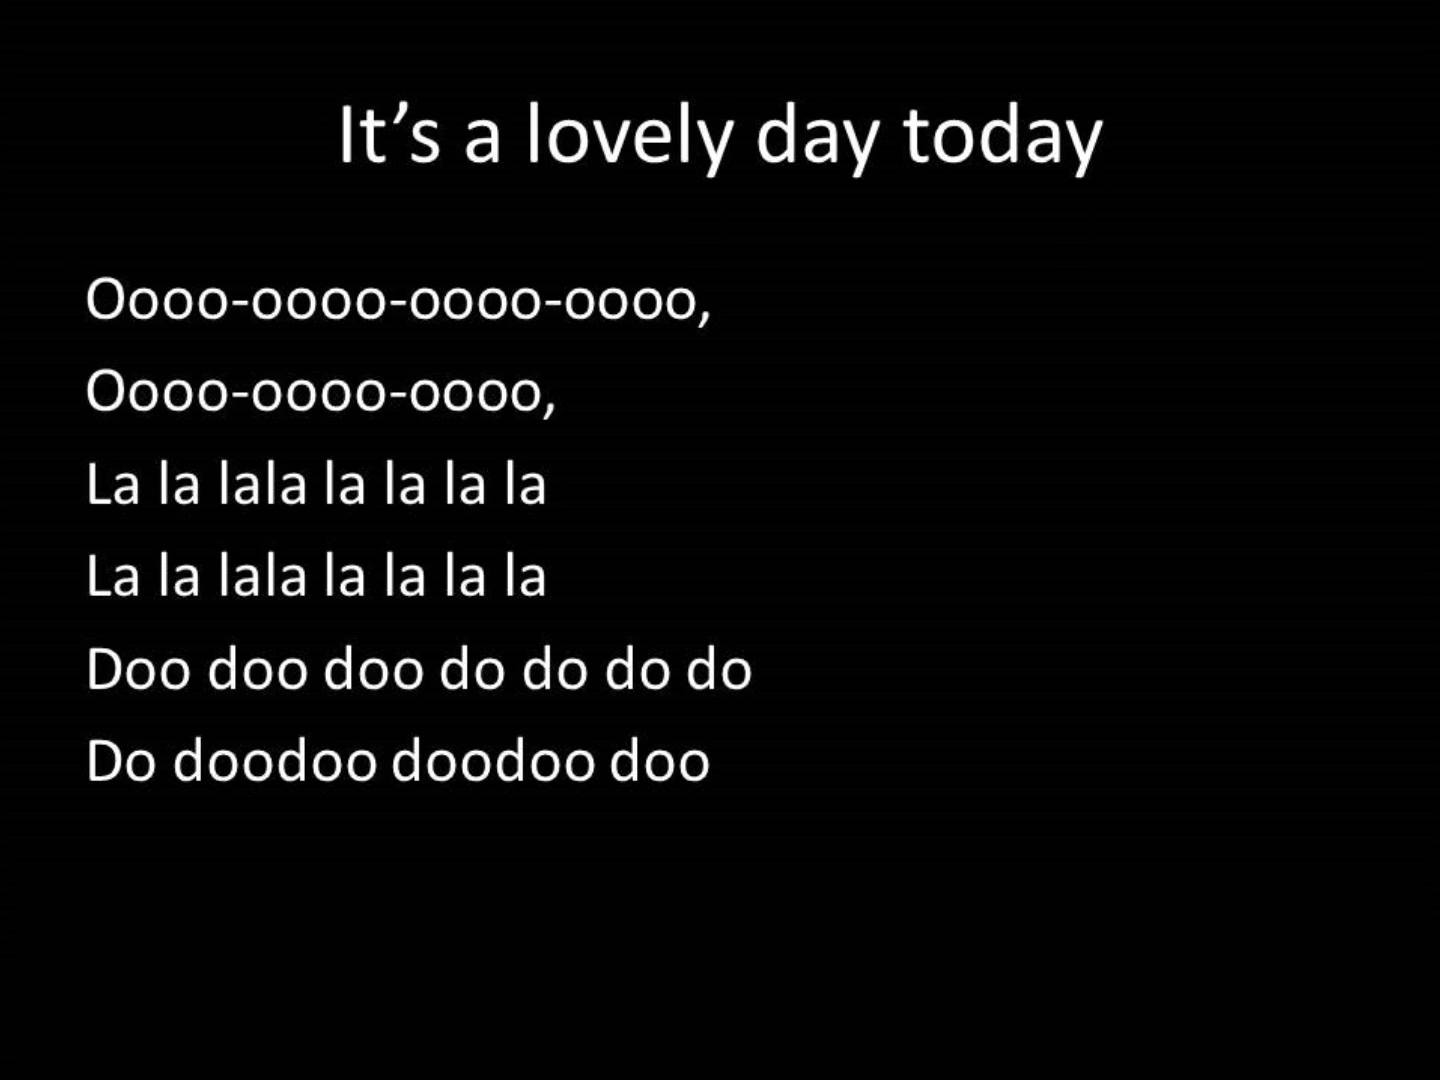 It’s a lovely day today
Oooo-oooo-oooo-oooo,
Oooo-oooo-oooo,
La la lala la la la la
La la lala la la la la
Doo doo doo do do do do
Do doodoo doodoo doo